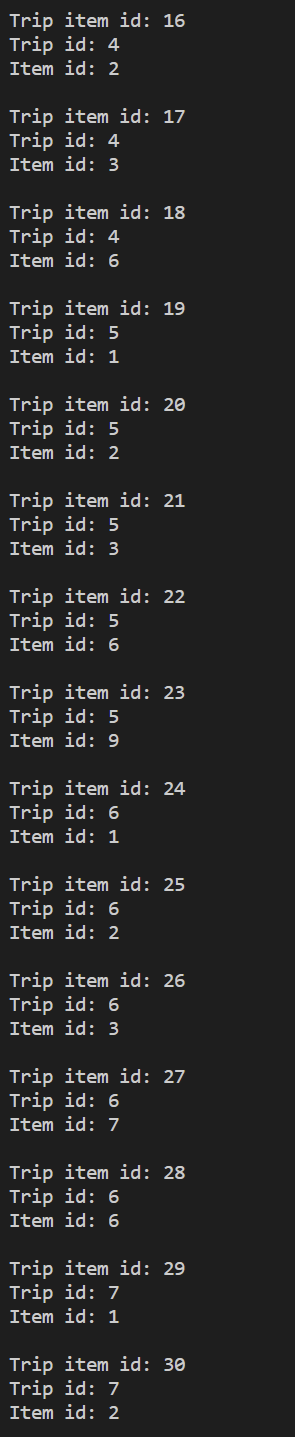 Trip item id: 16
Trip id: 4
Item id: 2

Trip item id: 17
Trip id: 4
Item id: 3

Trip item id: 18
Trip id: 4
Item id: 6

Trip item id: 19
Trip id: 5
Item id: 1

Trip item id: 20
Trip id: 5
Item id: 2

Trip item id: 21
Trip id: 5
Item id: 3

Trip item id: 22
Trip id: 5
Item id: 6

Trip item id: 23
Trip id: 5
Item id: 9

Trip item id: 24
Trip id: 6
Item id: 1

Trip item id: 25
Trip id: 6
Item id: 2

Trip item id: 26
Trip id: 6
Item id: 3

Trip item id: 27
Trip id: 6
Item id: 7

Trip item id: 28
Trip id: 6
Item id: 6

Trip item id: 29
Trip id: 7
Item id: 1

Trip item id: 30
Trip id: 7
Item id: 2